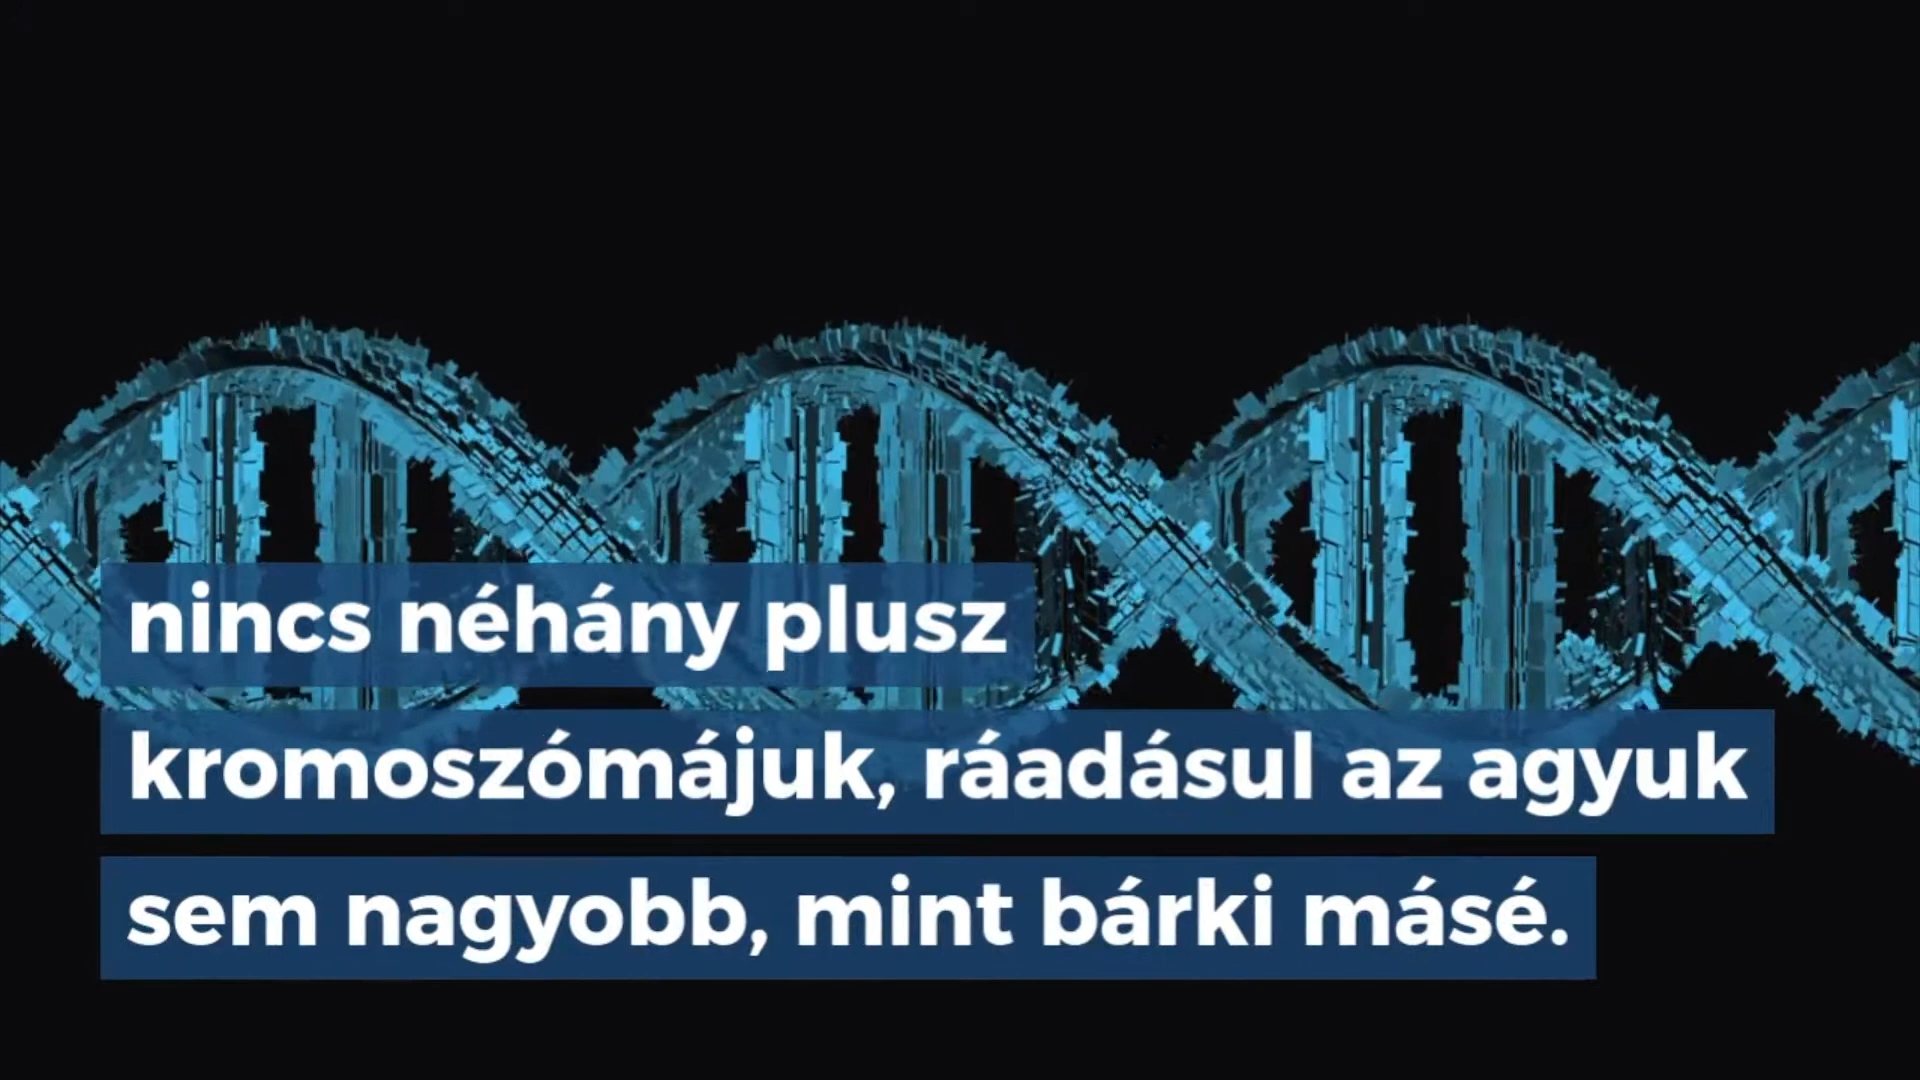 nincs néhány plusz
kromoszómájuk, ráadásul az agyuk
sem nagyobb, mint bárki másé.